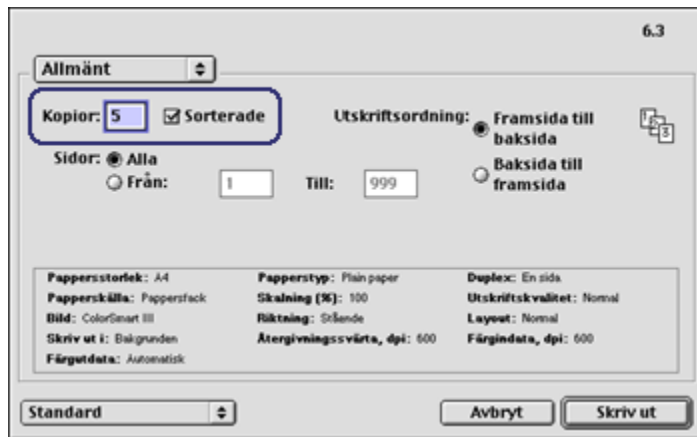 6.3
Allmänt
Kopior: 5 Sorterade
Utskriftsordning: Framsida till
baksida
Baksida till
framsida
1
3
Sidor: Alla
Från: 1 Till: 999
Pappersstorlek: A4 Papperstyp: Plain paper Duplex: En sida
Papperskälla: Pappersfack Skalning (%): 100 Utskriftskvalitet: Normal
Bild: ColorSmart III Riktning: Stående Layout: Normal
Skriv ut i: Bakgrunden Återgivningssvärta, dpi: 600 Färgindata, dpi: 600
Färgutdata: Automatisk
Standard Avbryt Skriv ut